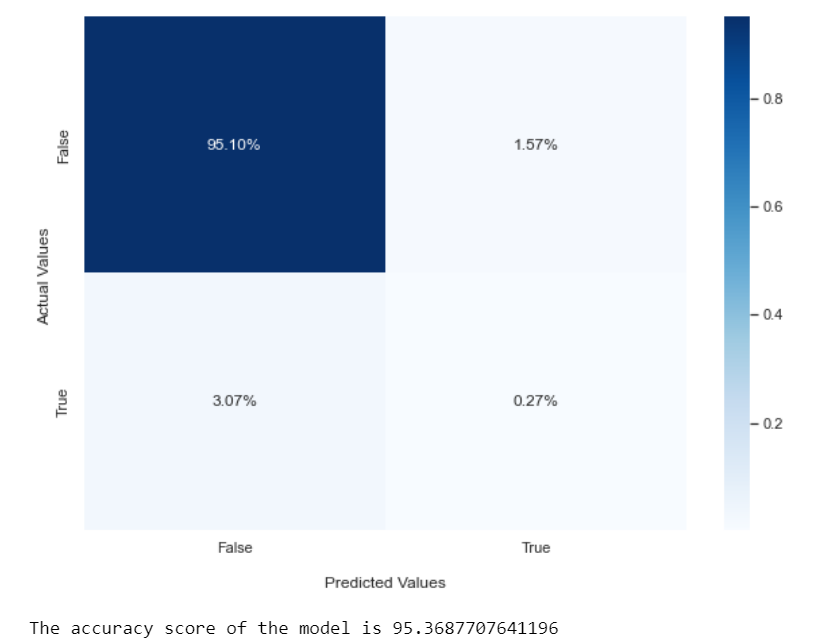 0.8
False
95.10%
1.57%
0.6
Actual Values
0.4
True
3.07%
0.27%
0.2
False
True
Predicted Values
The accuracy score of the model is 95.3687707641196